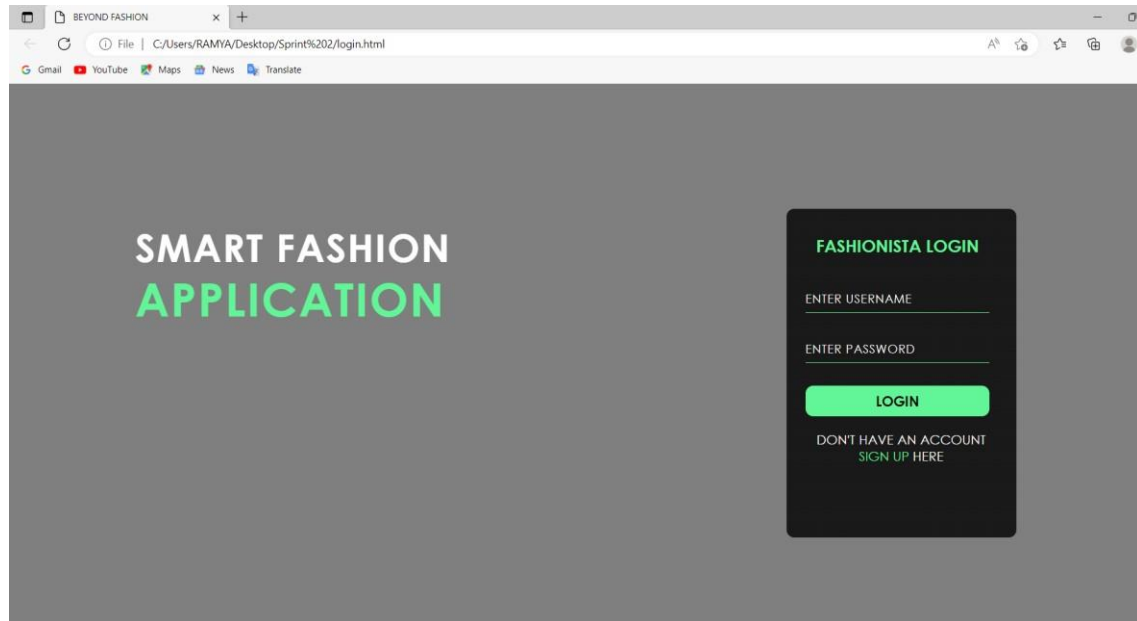 BEYOND FASHION
File | C:/Users/RAMYA/Desktop/Sprint%202/login.html
Gmail YouTube Maps News Translate
SMART FASHION
APPLICATION
FASHIONISTA LOGIN
ENTER USERNAME
ENTER PASSWORD
LOGIN
DON'T HAVE AN ACCOUNT
SIGN UP HERE